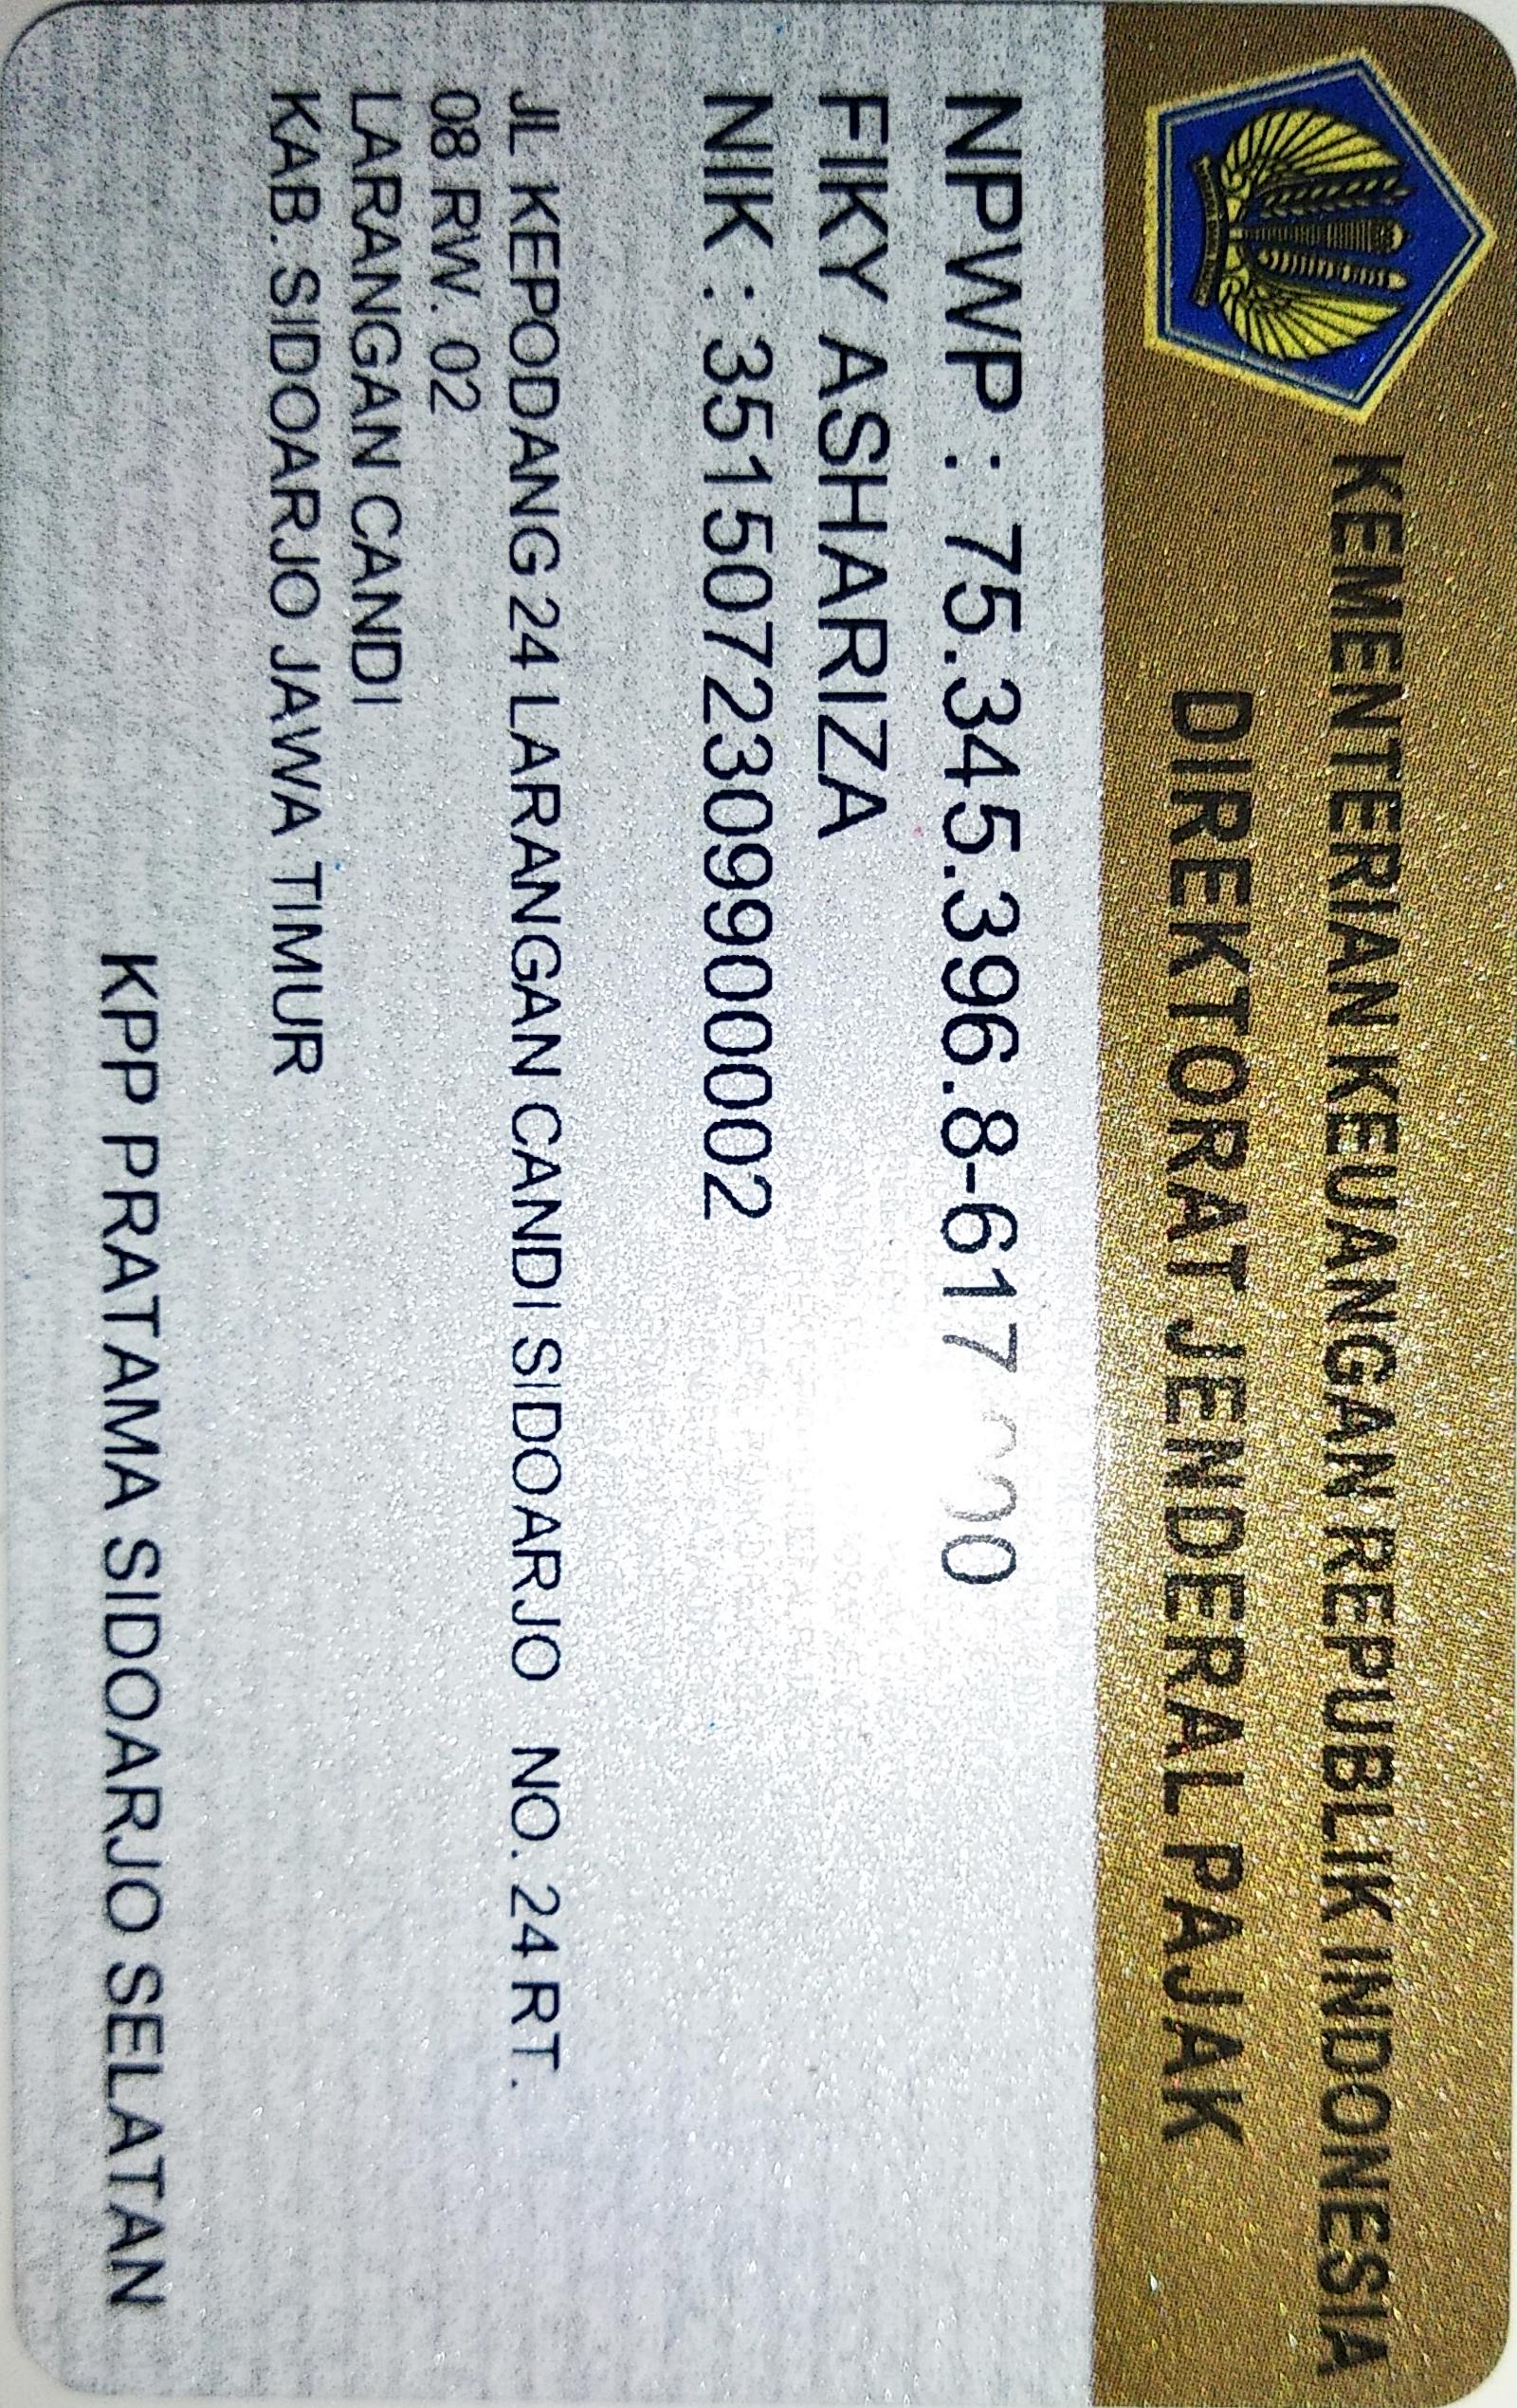 KEMENTERIAN KEUANGAN REPUBLIK INDONESIA
DIREKTORAT JENDERAL PAJAK
NPWP : 75.345.396.8-617
FIKY ASHARIZA
NIK : 3515072309900002
JL KEPODANG 24 LARANGAN CANDI SIDOARJO NO. 24 RT.
08 RW. 02
LARANGAN CANDI
KAB. SIDOARJO JAWA TIMUR
KPP PRATAMA SIDOARJO SELATAN